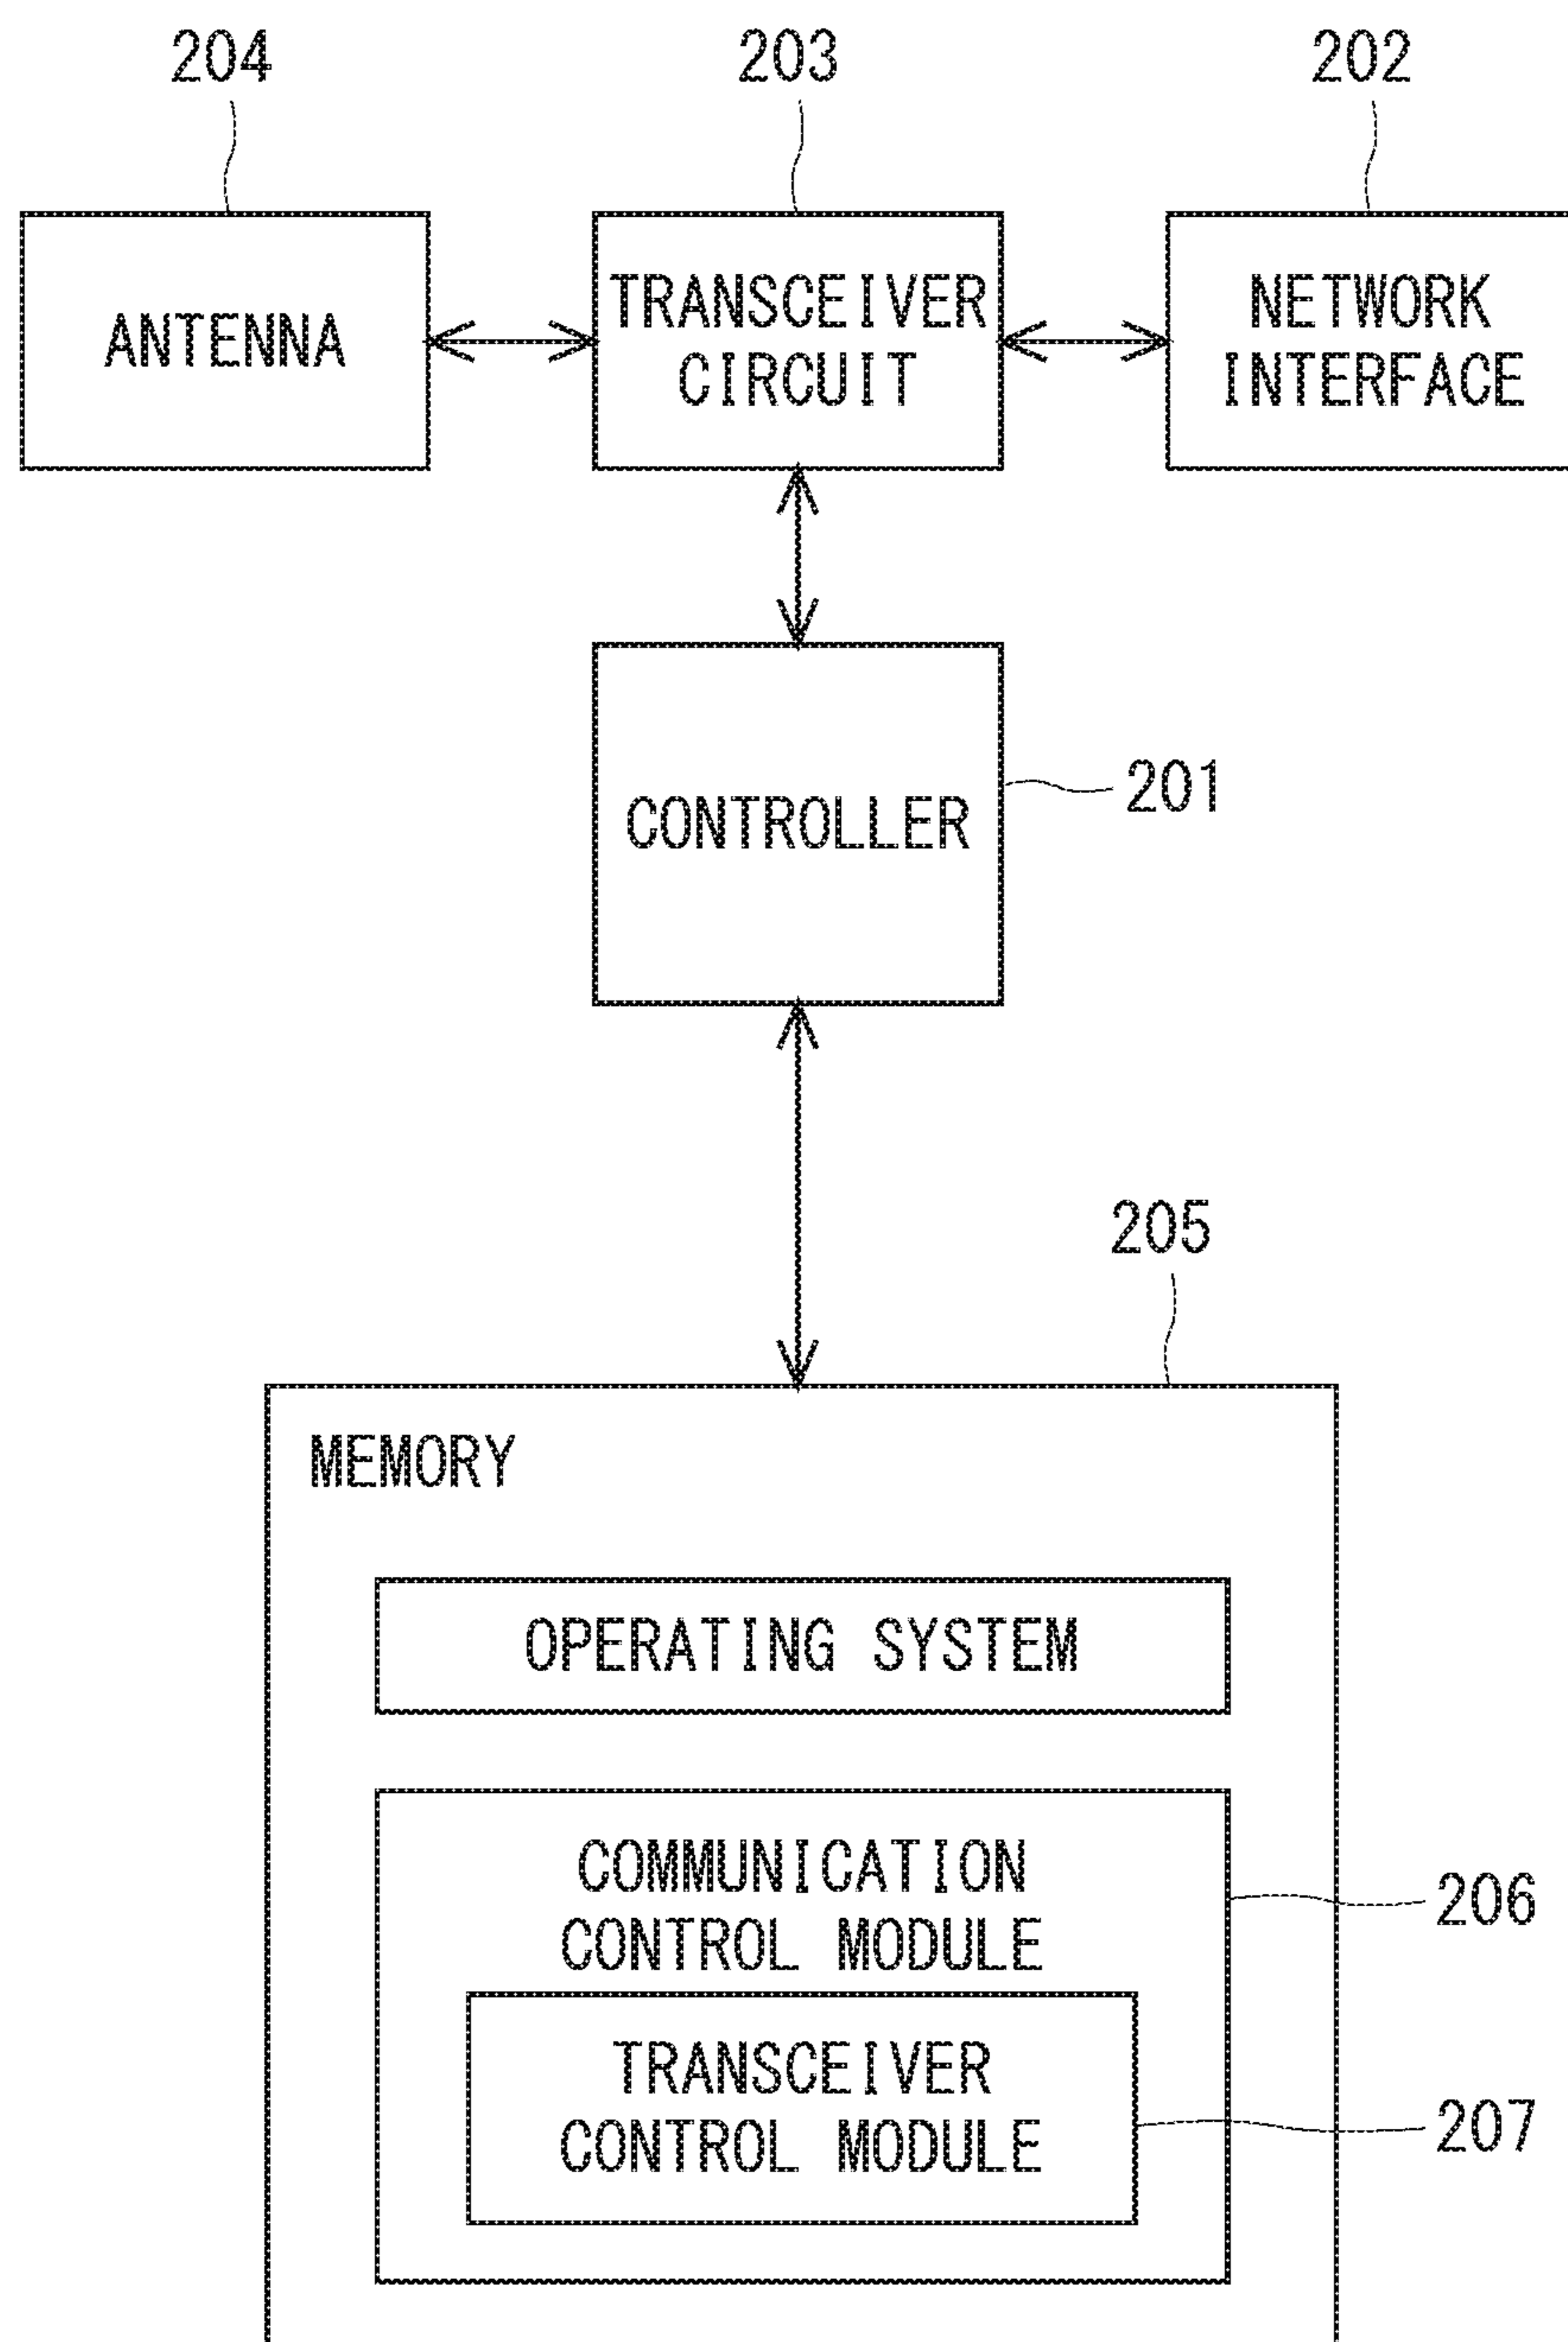 204
203
202
ANTENNA
TRANSCEIVER
CIRCUIT
NETWORK
INTERFACE
CONTROLLER
201
205
MEMORY
OPERATING SYSTEM
COMMUNICATION
CONTROL MODULE
206
TRANSCEIVER
CONTROL MODULE
207